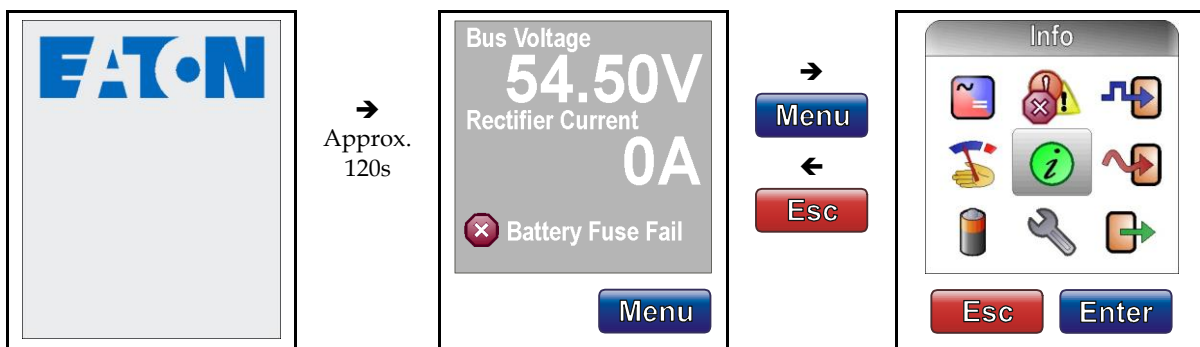 EATON
→
Approx.
120s
Bus Voltage
54.50V
Rectifier Current
0A
Battery Fuse Fail
Menu
→
Menu
←
Esc
Info
i
Esc
Enter